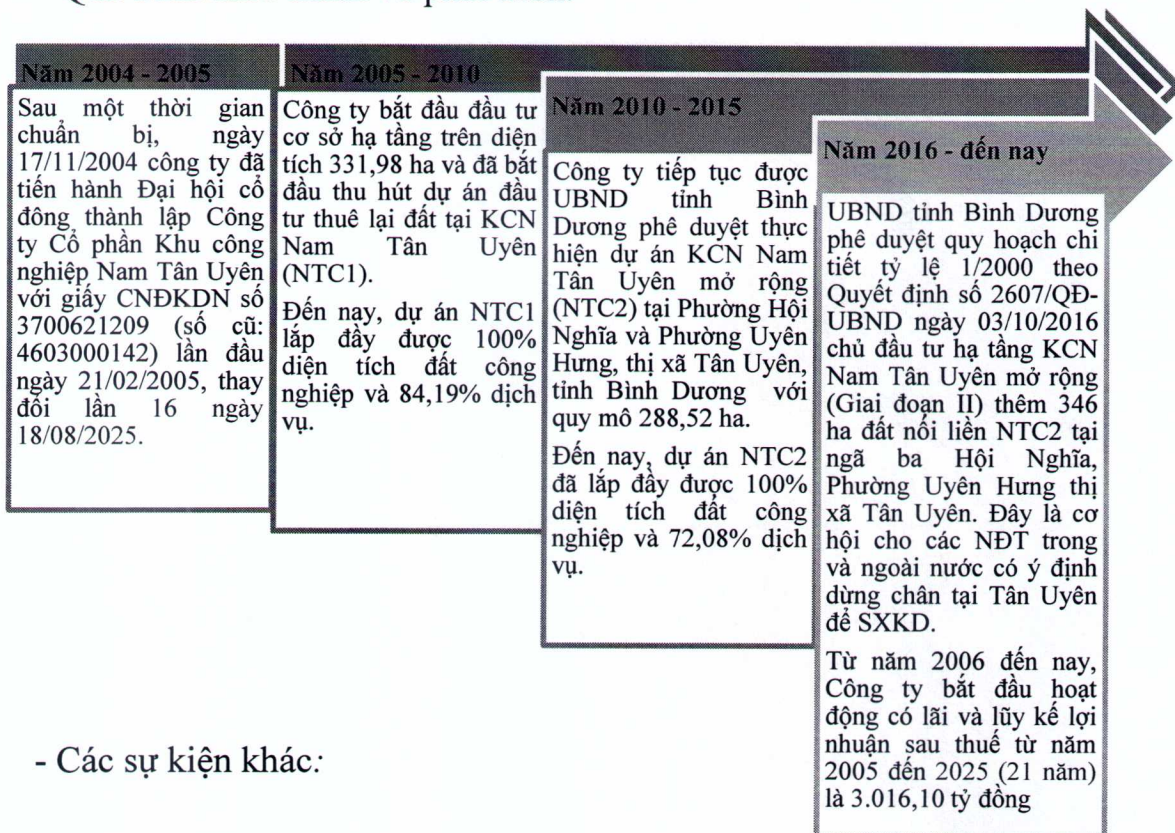 Năm 2004 - 2005
Sau một thời gian
chuẩn bị, ngày
17/11/2004 công ty đã
tiến hành Đại hội cổ
đông thành lập Công
ty Cổ phần Khu công
nghiệp Nam Tân Uyên
với giấy CNĐKDN số
3700621209 (số cũ:
4603000142) lần đầu
ngày 21/02/2005, thay
đổi lần 16 ngày
18/08/2025.
Năm 2005 - 2010
Công ty bắt đầu đầu tư
cơ sở hạ tầng trên diện
tích 331,98 ha và đã bắt
đầu thu hút dự án đầu
tư thuê lại đất tại KCN
Nam Tân Uyên
(NTC1).
Đến nay, dự án NTC1
lắp đầy được 100%
diện tích đất công
nghiệp và 84,19% dịch
vụ.
Năm 2010 - 2015
Công ty tiếp tục được
UBND tỉnh Bình
Dương phê duyệt thực
hiện dự án KCN Nam
Tân Uyên mở rộng
(NTC2) tại Phường Hội
Nghĩa và Phường Uyên
Hưng, thị xã Tân Uyên,
tỉnh Bình Dương với
quy mô 288,52 ha.
Đến nay, dự án NTC2
đã lắp đầy được 100%
diện tích đất công
nghiệp và 72,08% dịch
vụ.
Năm 2016 - đến nay
UBND tỉnh Bình Dương
phê duyệt quy hoạch chi
tiết tỷ lệ 1/2000 theo
Quyết định số 2607/QĐ-
UBND ngày 03/10/2016
chủ đầu tư hạ tầng KCN
Nam Tân Uyên mở rộng
(Giai đoạn II) thêm 346
ha đất nối liền NTC2 tại
ngã ba Hội Nghĩa,
Phường Uyên Hưng thị
xã Tân Uyên. Đây là cơ
hội cho các NĐT trong
và ngoài nước có ý định
dừng chân tại Tân Uyên
để SXKD.
Từ năm 2006 đến nay,
Công ty bắt đầu hoạt
động có lãi và lũy kế lợi
nhuận sau thuế từ năm
2005 đến 2025 (21 năm)
là 3.016,10 tỷ đồng
- Các sự kiện khác: